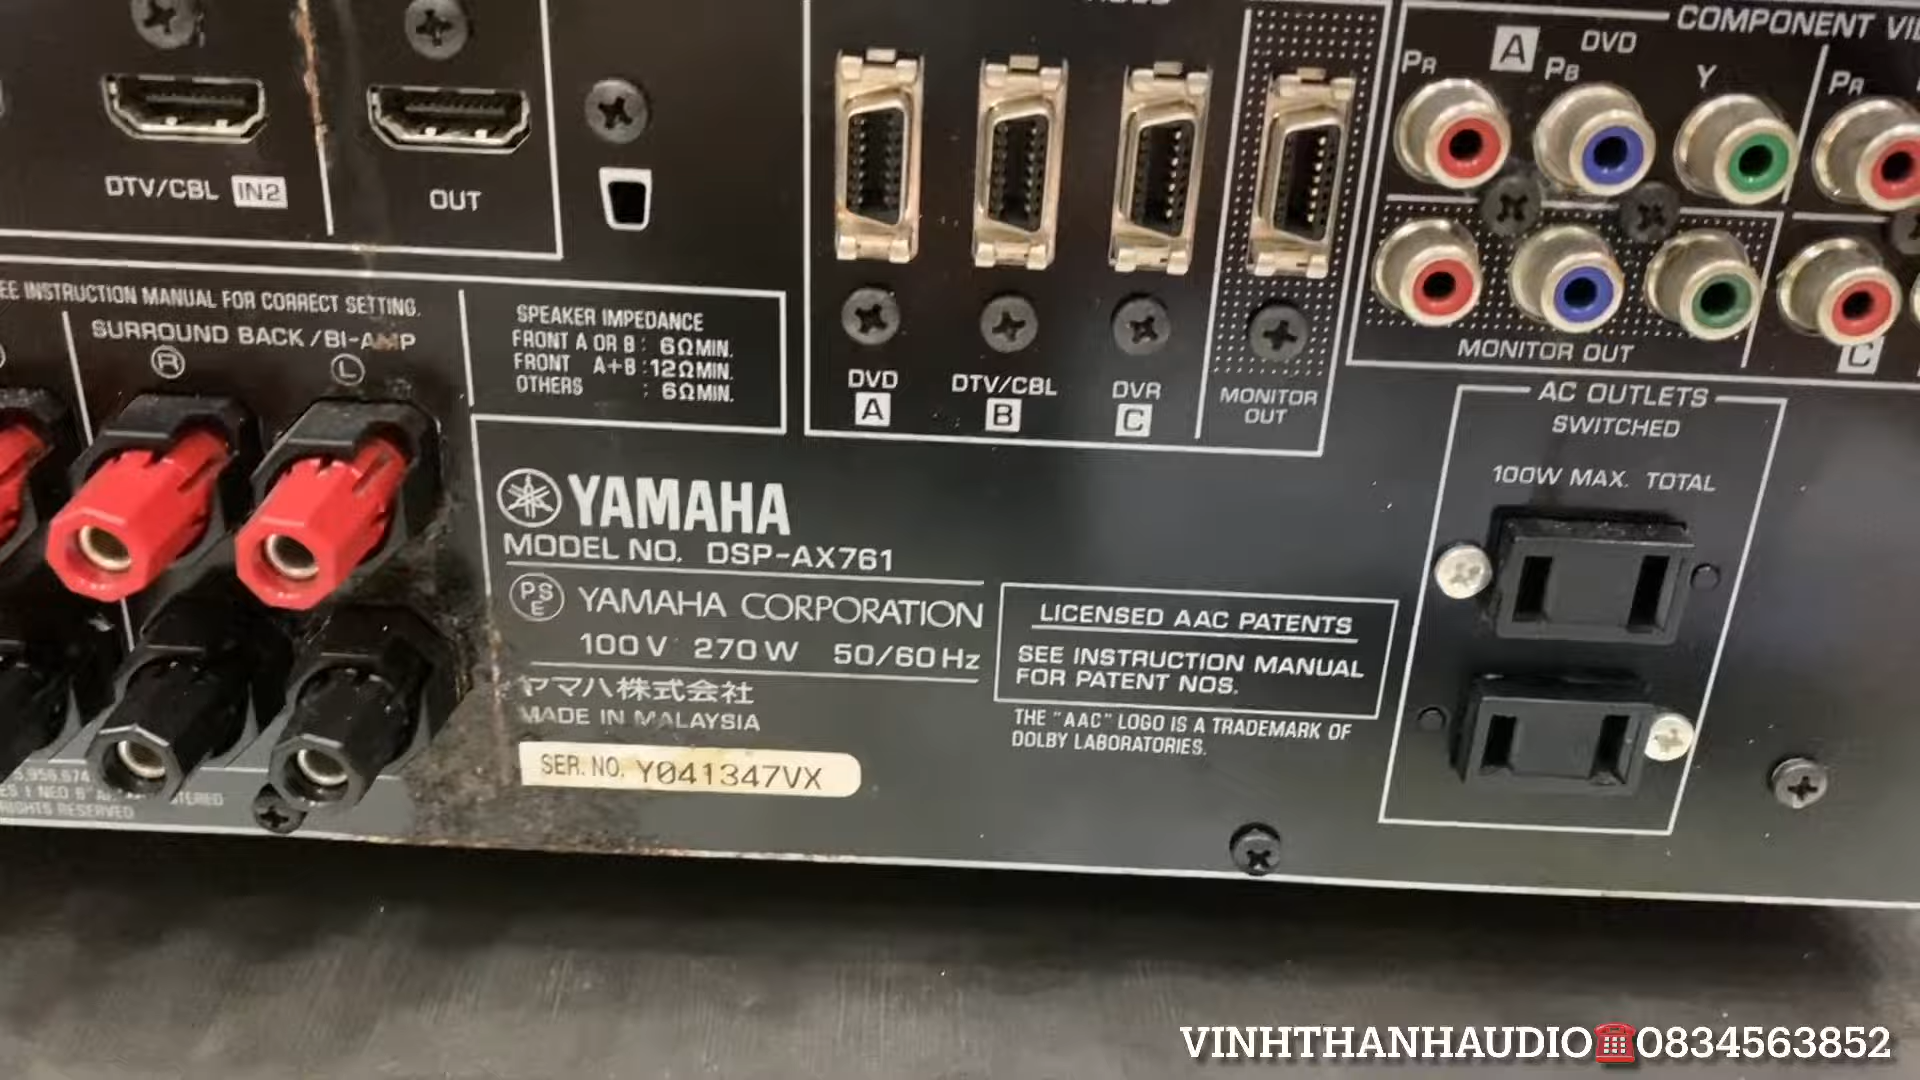 COMPONENT
A
DVD
PR
PB
Y
PR
DTV/CBL IN2
OUT
MONITOR OUT
C
INSTRUCTION MANUAL FOR CORRECT SETTING.
SURROUND BACK/BI-AMP
R
L
SPEAKER IMPEDANCE
FRONT A OR B : 6ΩMIN.
FRONT A+B : 12ΩMIN.
OTHERS : 6ΩMIN.
DVD
A
DTV/CBL
B
DVR
C
MONITOR
OUT
AC OUTLETS
SWITCHED
100W MAX. TOTAL
YAMAHA
MODEL NO. DSP-AX761
PS
E
YAMAHA CORPORATION
100V 270W 50/60Hz
ヤマハ株式会社
MADE IN MALAYSIA
SER. NO. Y041347VX
LICENSED AAC PATENTS
SEE INSTRUCTION MANUAL
FOR PATENT NOS.
THE "AAC" LOGO IS A TRADEMARK OF
DOLBY LABORATORIES.
RESERVED
VINHTHANHAUDIO☎0834563852